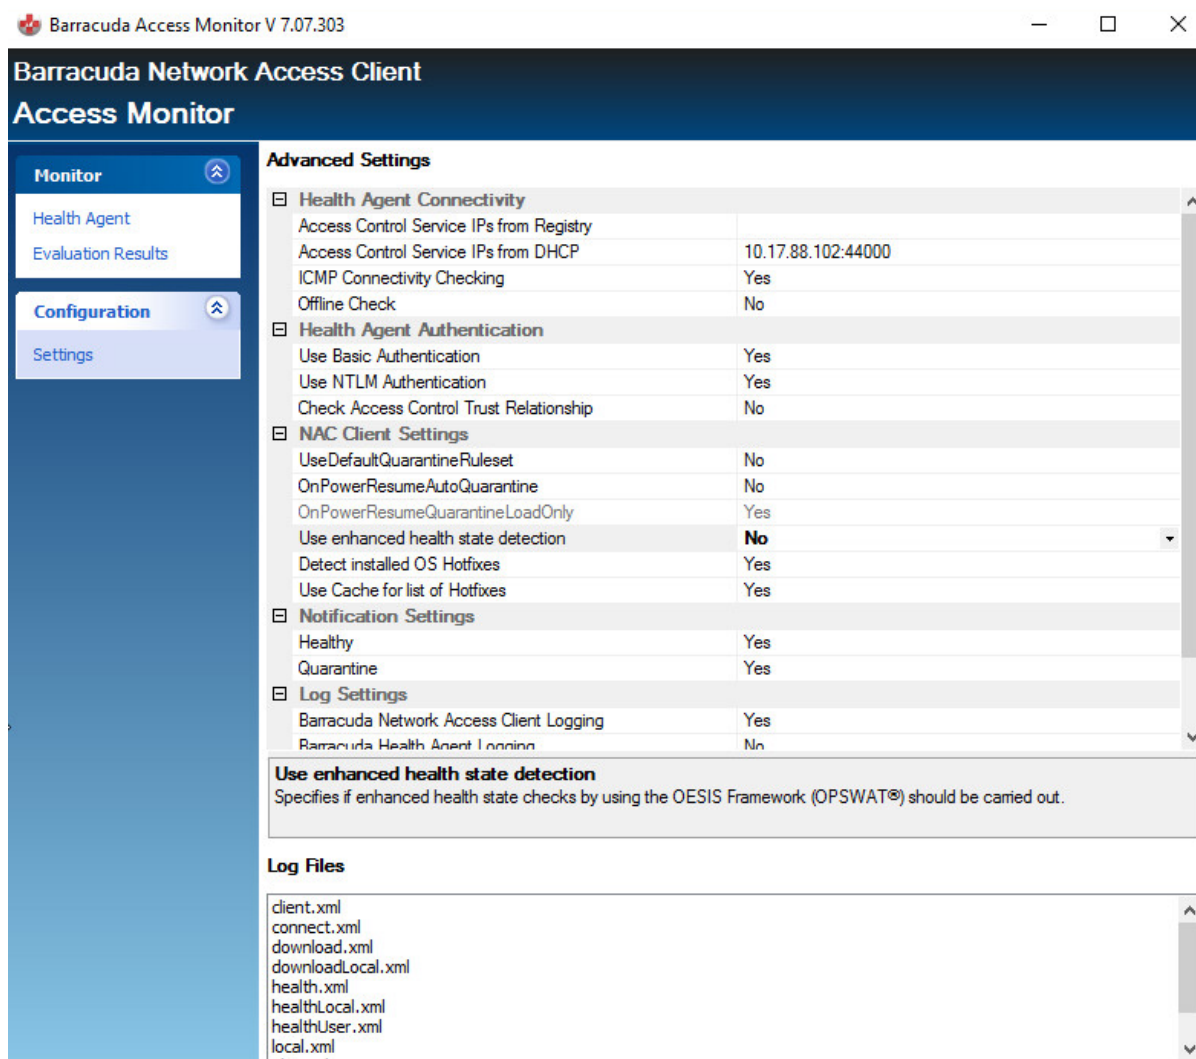 Barracuda Access Monitor V 7.07.303
Barracuda Network Access Client
Access Monitor
Monitor
Health Agent
Evaluation Results
Configuration
Settings
Advanced Settings
Health Agent Connectivity
Access Control Service IPs from Registry
Access Control Service IPs from DHCP 10.17.88.102:44000
ICMP Connectivity Checking Yes
Offline Check No
Health Agent Authentication
Use Basic Authentication Yes
Use NTLM Authentication Yes
Check Access Control Trust Relationship No
NAC Client Settings
UseDefaultQuarantineRuleset No
OnPowerResumeAutoQuarantine No
OnPowerResumeQuarantineLoadOnly Yes
Use enhanced health state detection No
Detect installed OS Hotfixes Yes
Use Cache for list of Hotfixes Yes
Notification Settings
Healthy Yes
Quarantine Yes
Log Settings
Barracuda Network Access Client Logging Yes
Barracuda Health Agent Logging No
Use enhanced health state detection
Specifies if enhanced health state checks by using the OESIS Framework (OPSWAT®) should be carried out.
Log Files
client.xml
connect.xml
download.xml
downloadLocal.xml
health.xml
healthLocal.xml
healthUser.xml
local.xml